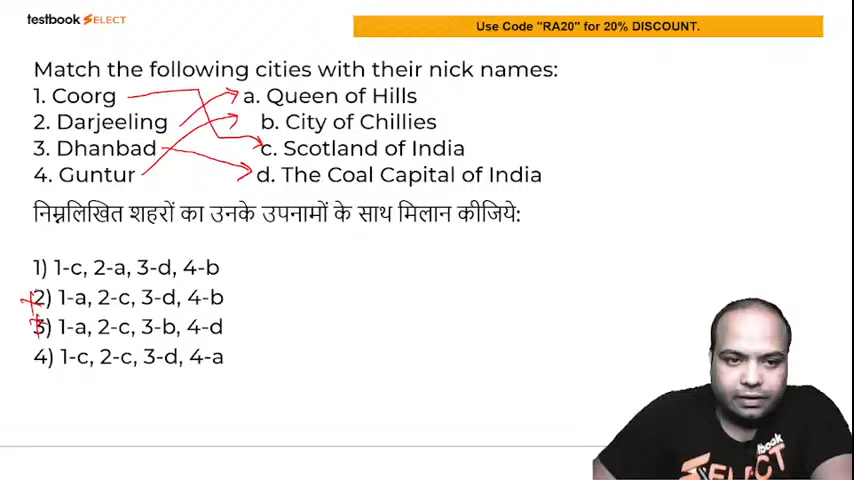 testbook SELECT
Use Code "RA20" for 20% DISCOUNT.
Match the following cities with their nick names:
1. Coorg a. Queen of Hills
2. Darjeeling b. City of Chillies
3. Dhanbad c. Scotland of India
4. Guntur d. The Coal Capital of India
निम्नलिखित शहरों का उनके उपनामों के साथ मिलान कीजिये:
1) 1-c, 2-a, 3-d, 4-b
2) 1-a, 2-c, 3-d, 4-b
3) 1-a, 2-c, 3-b, 4-d
4) 1-c, 2-c, 3-d, 4-a
testbook
SELECT